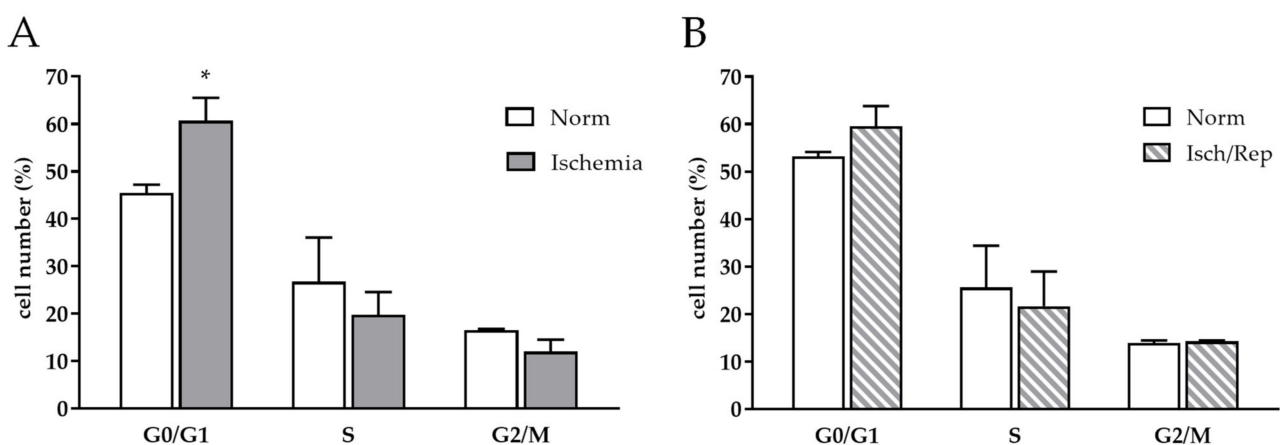 A
cell number (%)
70
60
50
40
30
20
10
0
*
Norm
Ischemia
G0/G1 S G2/M
B
cell number (%)
70
60
50
40
30
20
10
0
Norm
Isch/Rep
G0/G1 S G2/M